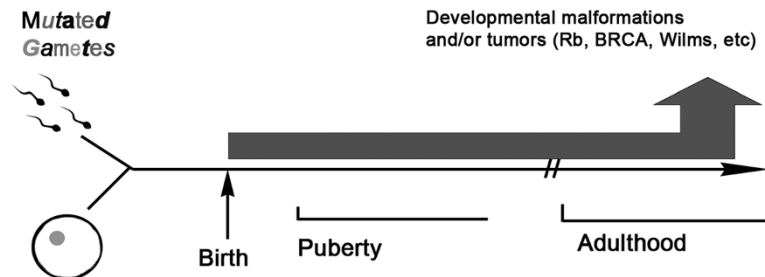 Mutated
Gametes
Developmental malformations
and/or tumors (Rb, BRCA, Wilms, etc)
Birth
Puberty
Adulthood